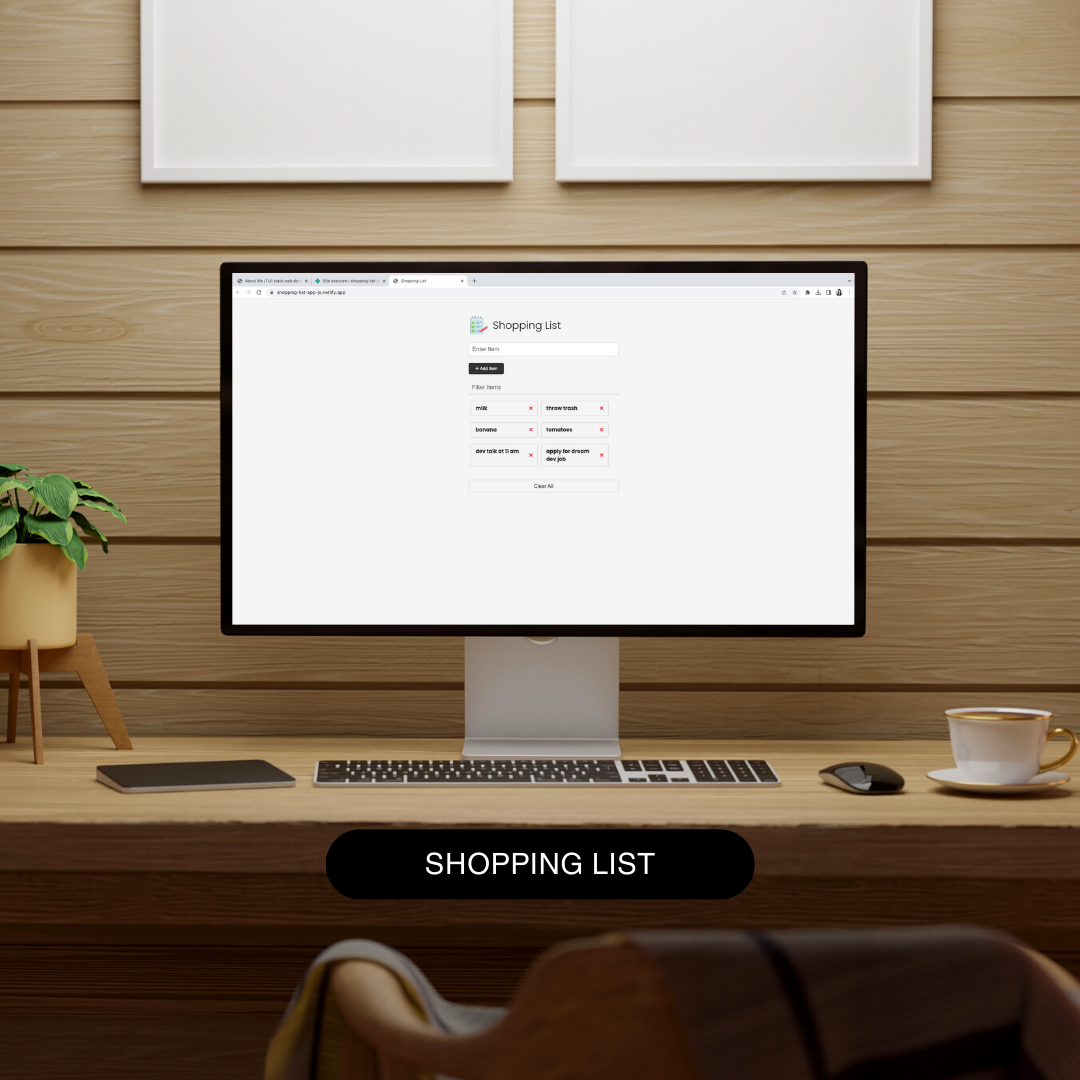 About Me | Full stack web de
Site overview | shopping-list
Shopping List
shopping-list-app-js.netlify.app
Shopping List
Enter Item
+ Add Item
Filter Items
milk
throw trash
banana
tomatoes
dev talk at 11 am
apply for dream
dev job
Clear All
SHOPPING LIST